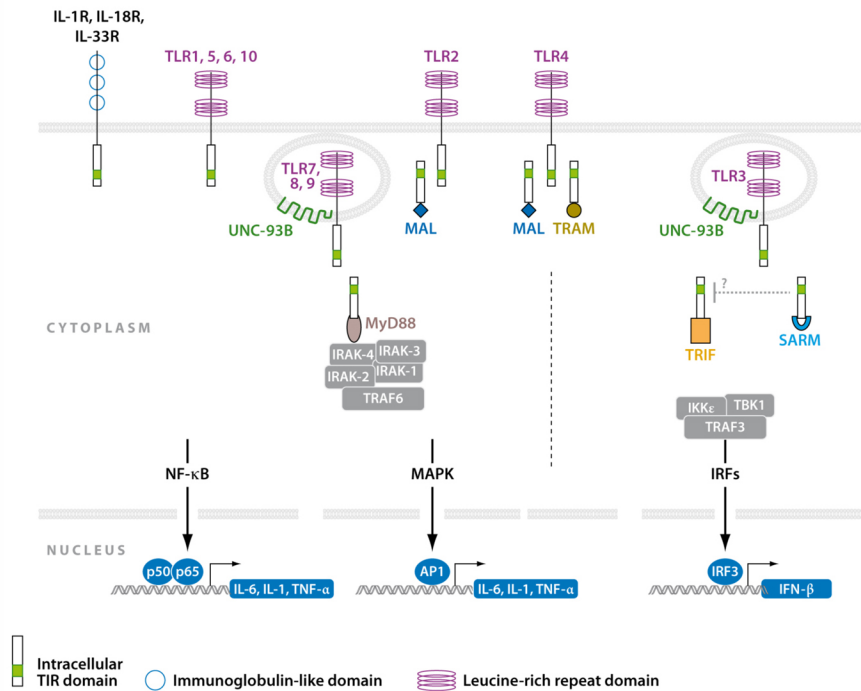 IL-1R, IL-18R,
IL-33R
TLR1, 5, 6, 10
TLR2
TLR4
TLR7,
8, 9
UNC-93B
MAL
MAL
TRAM
TLR3
UNC-93B
CYTOPLASM
MyD88
IRAK-4
IRAK-3
IRAK-2
IRAK-1
TRAF6
?
TRIF
SARM
IKKε
TBK1
TRAF3
NF-κB
MAPK
IRFs
NUCLEUS
p50
p65
IL-6, IL-1, TNF-α
AP1
IL-6, IL-1, TNF-α
IRF3
IFN-β
Intracellular
TIR domain
Immunoglobulin-like domain
Leucine-rich repeat domain